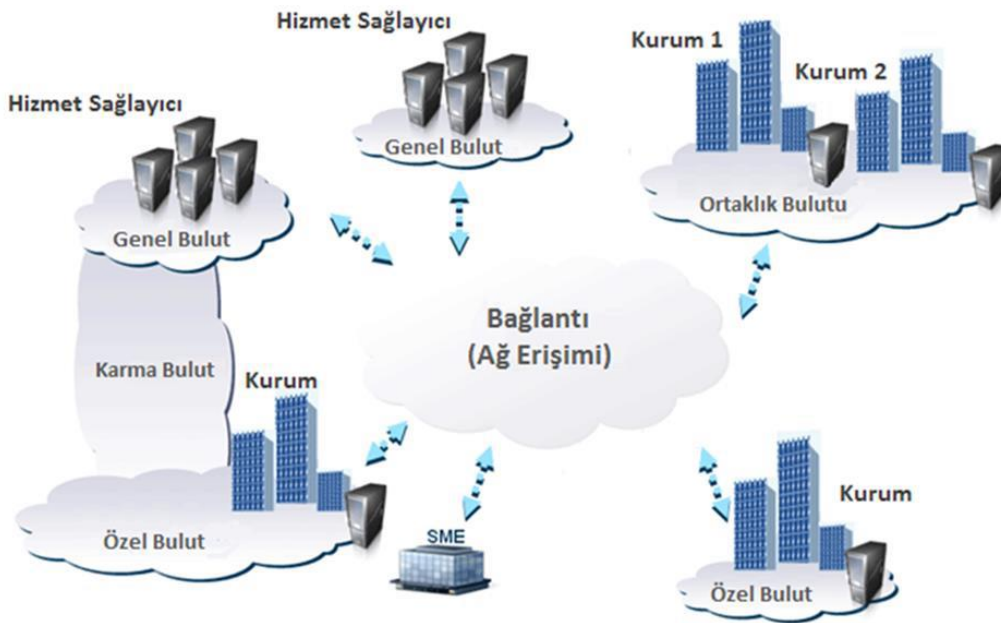 Hizmet Sağlayıcı
Genel Bulut
Hizmet Sağlayıcı
Genel Bulut
Kurum 1
Kurum 2
Ortaklık Bulutu
Bağlantı
(Ağ Erişimi)
Karma Bulut
Kurum
Özel Bulut
SME
Kurum
Özel Bulut